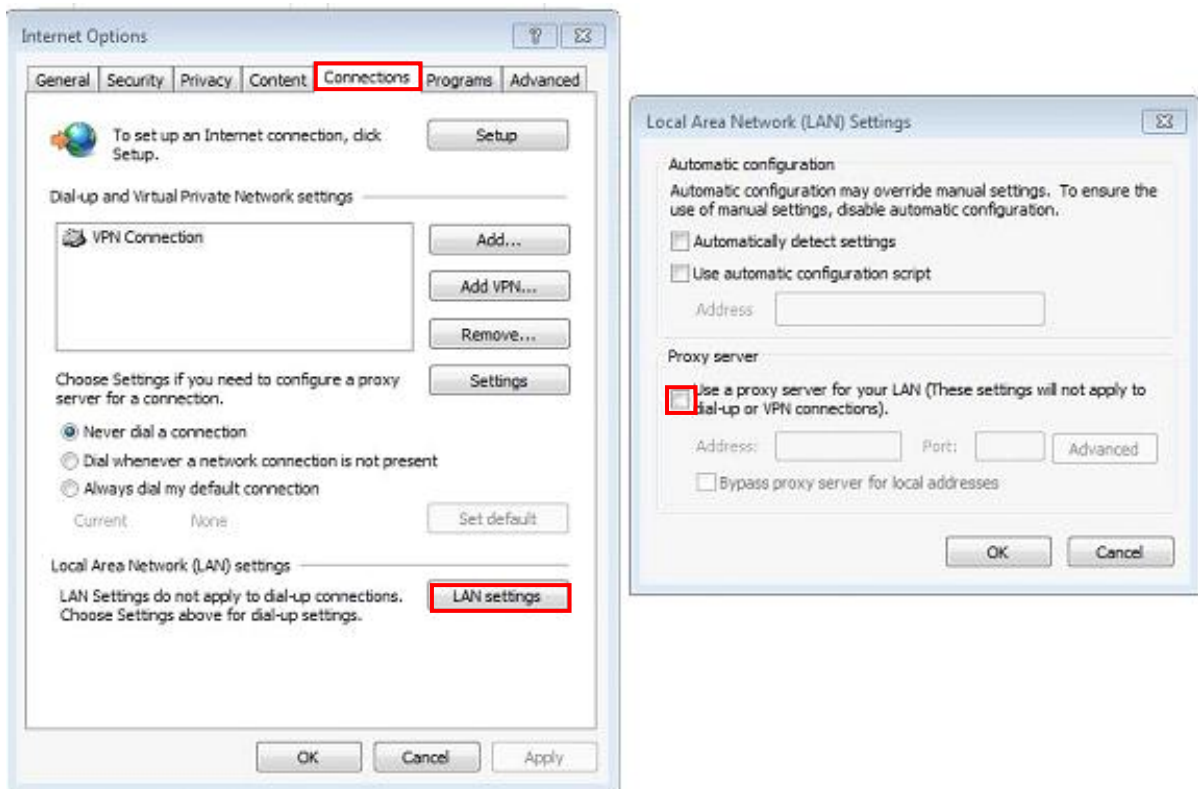 Internet Options
General Security Privacy Content Connections Programs Advanced
To set up an Internet connection, click
Setup.
Setup
Dial-up and Virtual Private Network settings
VPN Connection
Add...
Add VPN...
Remove...
Choose Settings if you need to configure a proxy
server for a connection.
Settings
Never dial a connection
Dial whenever a network connection is not present
Always dial my default connection
Current None
Set default
Local Area Network (LAN) settings
LAN Settings do not apply to dial-up connections.
Choose Settings above for dial-up settings.
LAN settings
OK Cancel Apply
Local Area Network (LAN) Settings
Automatic configuration
Automatic configuration may override manual settings. To ensure the
use of manual settings, disable automatic configuration.
Automatically detect settings
Use automatic configuration script
Address
Proxy server
Use a proxy server for your LAN (These settings will not apply to
dial-up or VPN connections).
Address: Port: Advanced
Bypass proxy server for local addresses
OK Cancel